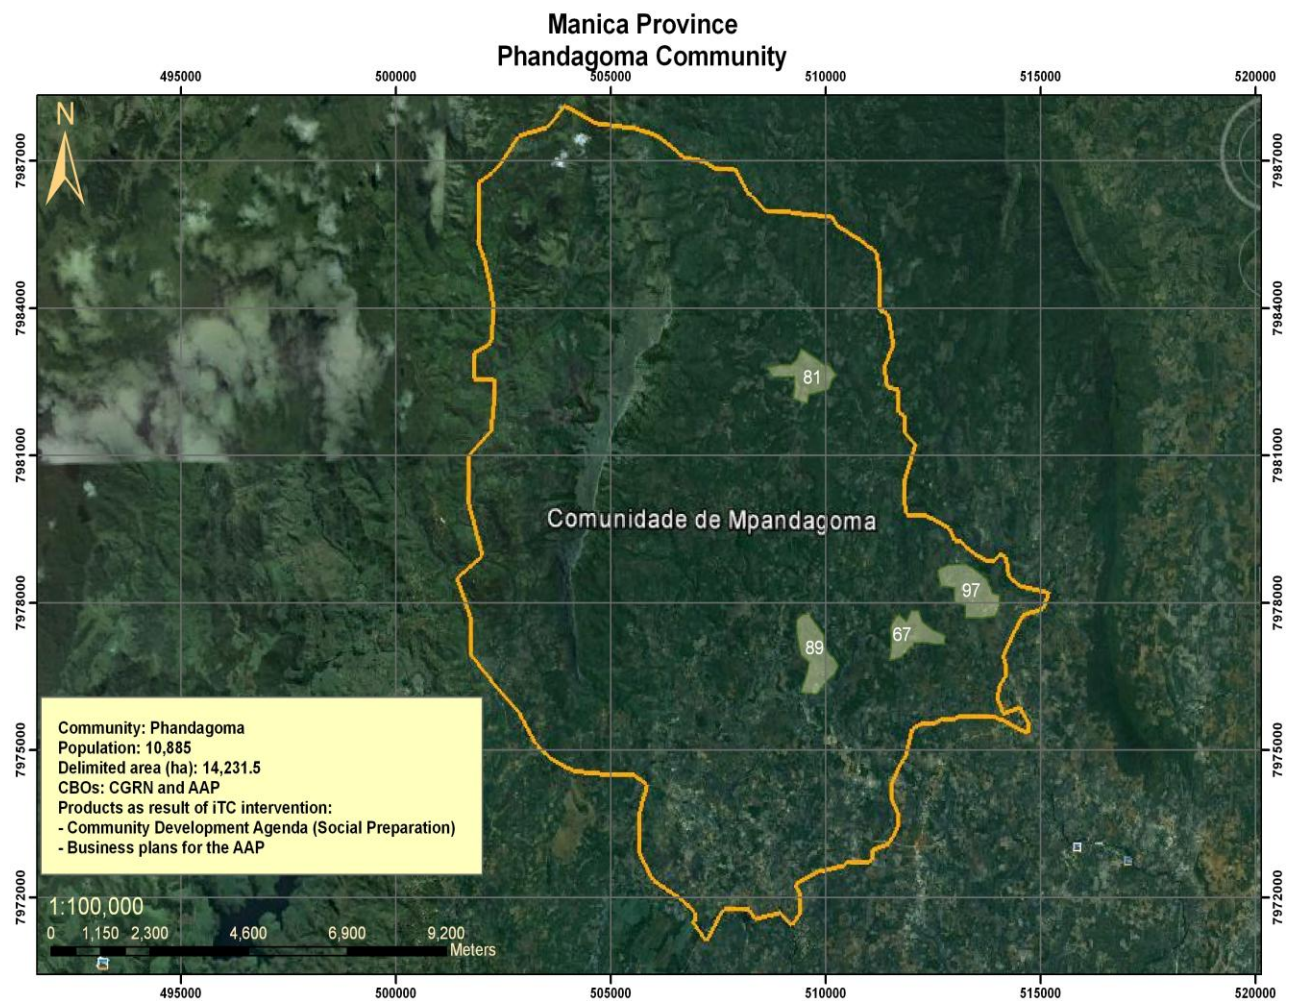 Manica Province
Phandagoma Community
495000 500000 505000 510000 515000 520000
N
7987000 7987000
7984000 7984000
81
7981000 7981000
Comunidade de Mpandagoma
97
7978000 7978000
67
89
Community: Phandagoma
Population: 10,885
Delimited area (ha): 14,231.5
CBOs: CGRN and AAP
Products as result of iTC intervention:
- Community Development Agenda (Social Preparation)
- Business plans for the AAP
7975000 7975000
7972000 7972000
1:100,000
0 1,150 2,300 4,600 6,900 9,200
Meters
495000 500000 505000 510000 515000 520000